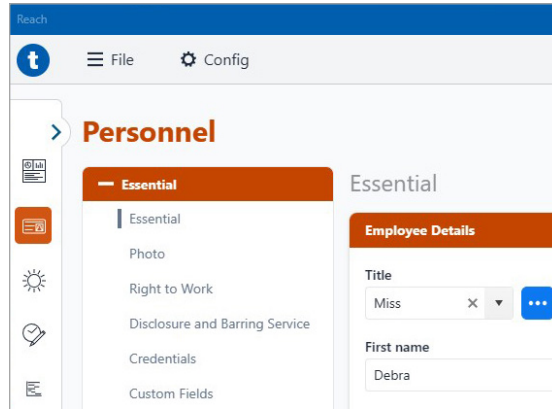 Reach
t
File
Config
Personnel
Essential
Essential
Photo
Right to Work
Disclosure and Barring Service
Credentials
Custom Fields
Essential
Employee Details
Title
Miss
First name
Debra